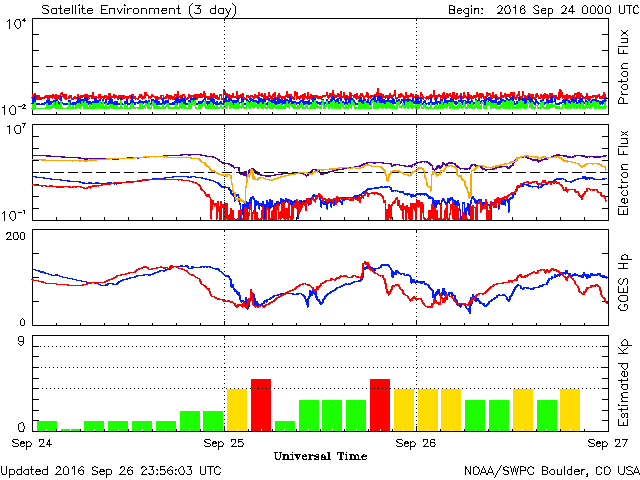 Satellite Environment (3 day)
Begin: 2016 Sep 24 0000 UTC
10⁴
10⁻²
Proton Flux
10⁷
10⁻¹
Electron Flux
200
0
GOES Hp
9
0
Estimated Kp
Sep 24
Sep 25
Sep 26
Sep 27
Universal Time
Updated 2016 Sep 26 23:56:03 UTC
NOAA/SWPC Boulder, CO USA